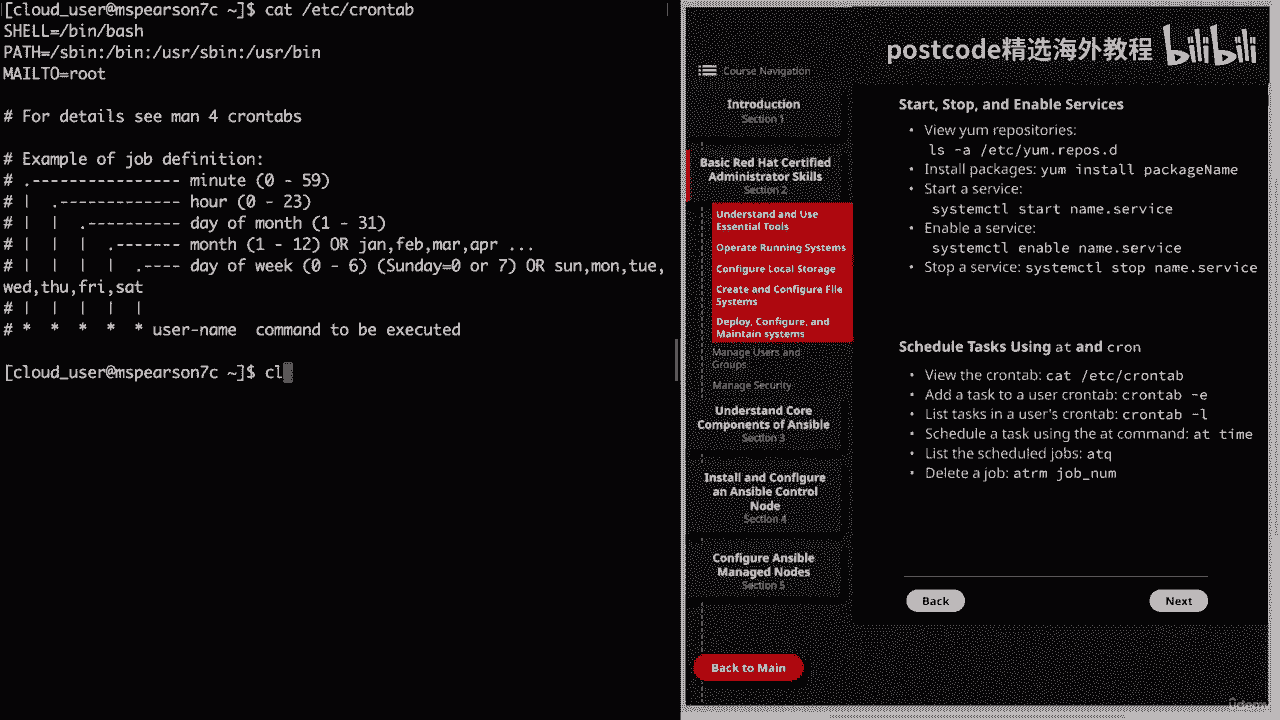 [cloud_user@mspearson7c ~]$ cat /etc/crontab
SHELL=/bin/bash
PATH=/sbin:/bin:/usr/sbin:/usr/bin
MAILTO=root
# For details see man 4 crontabs
# Example of job definition:
# .---------------- minute (0 - 59)
# |  .------------- hour (0 - 23)
# |  |  .---------- day of month (1 - 31)
# |  |  |  .------- month (1 - 12) OR jan,feb,mar,apr ...
# |  |  |  |  .---- day of week (0 - 6) (Sunday=0 or 7) OR sun,mon,tue,
wed,thu,fri,sat
# |  |  |  |  |
# *  *  *  *  * user-name  command to be executed
[cloud_user@mspearson7c ~]$ cl
postcode精选海外教程 bilibili
Course Navigation
Introduction
Section 1
Basic Red Hat Certified
Administrator Skills
Section 2
Understand and Use
Essential Tools
Operate Running Systems
Configure Local Storage
Create and Configure File
Systems
Deploy, Configure, and
Maintain systems
Manage Users and
Groups
Manage Security
Understand Core
Components of Ansible
Section 3
Install and Configure
an Ansible Control
Node
Section 4
Configure Ansible
Managed Nodes
Section 5
Back to Main
Start, Stop, and Enable Services
• View yum repositories:
ls -a /etc/yum.repos.d
• Install packages: yum install packageName
• Start a service:
systemctl start name.service
• Enable a service:
systemctl enable name.service
• Stop a service: systemctl stop name.service
Schedule Tasks Using at and cron
• View the crontab: cat /etc/crontab
• Add a task to a user crontab: crontab -e
• List tasks in a user's crontab: crontab -l
• Schedule a task using the at command: at time
• List the scheduled jobs: atq
• Delete a job: atrm job_num
Back
Next
Udemy